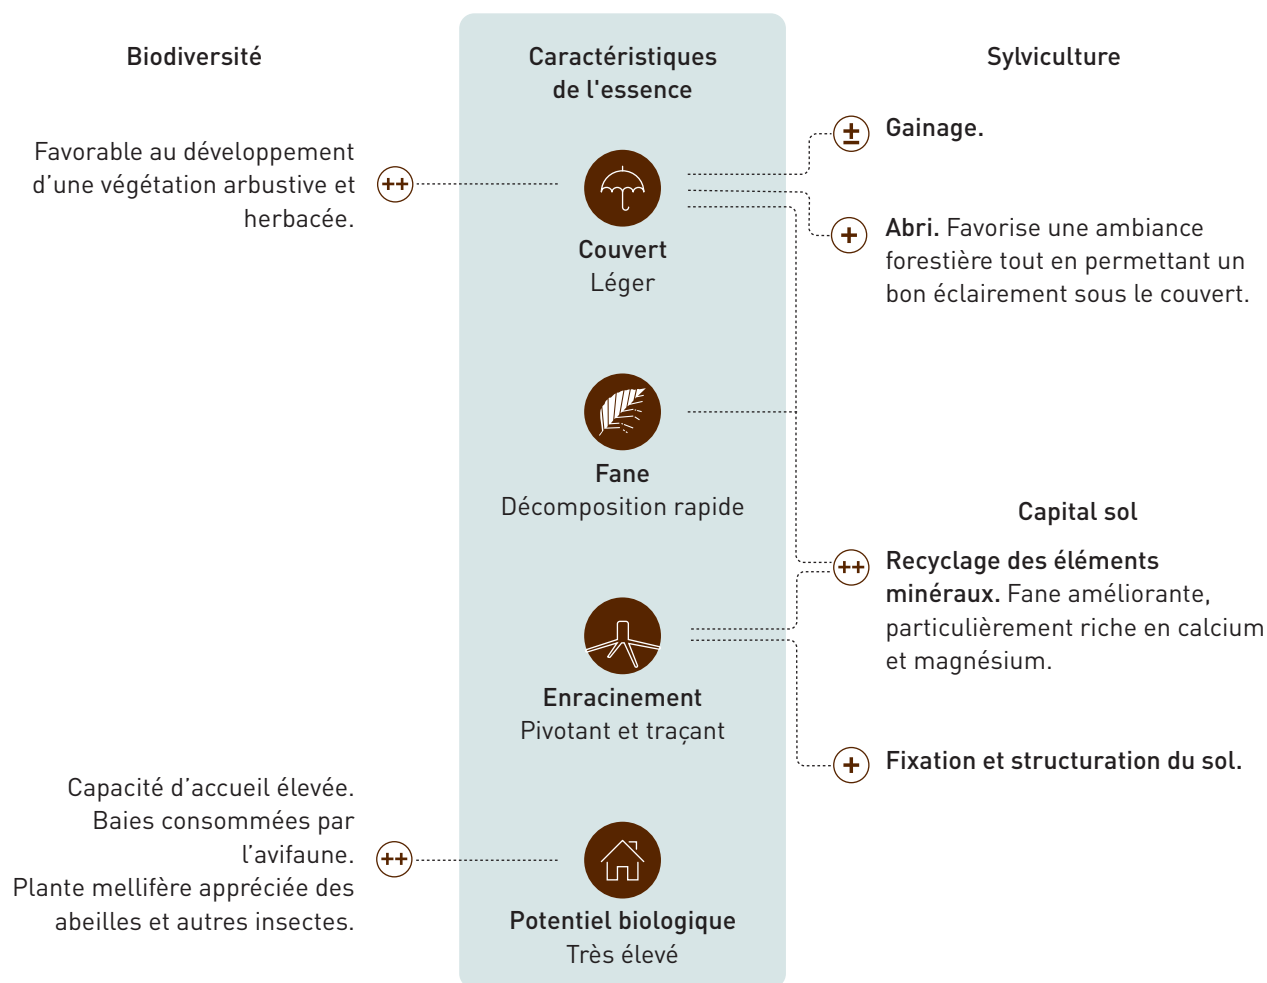 Biodiversité
Favorable au développement
d’une végétation arbustive et
herbacée.
++
Capacité d’accueil élevée.
Baies consommées par
l’avifaune.
Plante mellifère appréciée des
abeilles et autres insectes.
++
Caractéristiques
de l'essence
Couvert
Léger
Fane
Décomposition rapide
Enracinement
Pivotant et traçant
Potentiel biologique
Très élevé
Sylviculture
± Gainage.
+ Abri. Favorise une ambiance
forestière tout en permettant un
bon éclairement sous le couvert.
Capital sol
++ Recyclage des éléments
minéraux. Fane améliorante,
particulièrement riche en calcium
et magnésium.
+ Fixation et structuration du sol.